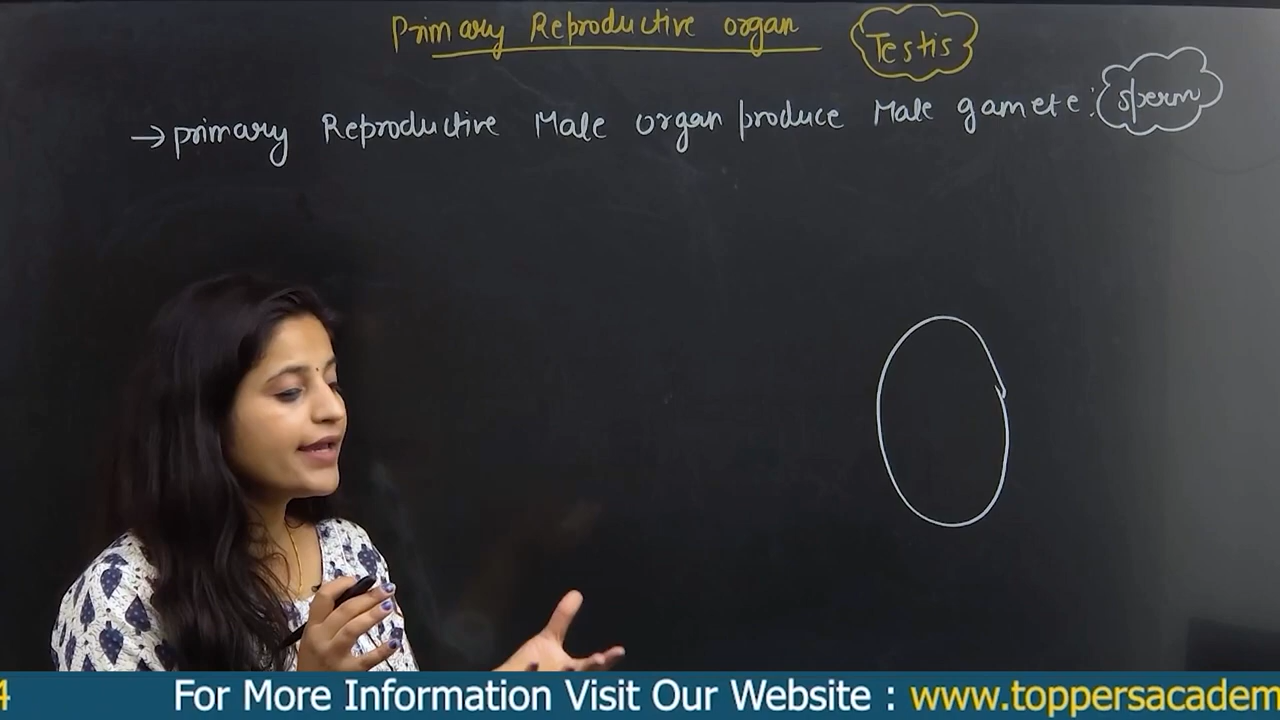 Primary Reproductive organ Testis
→ primary Reproductive Male organ produce Male gamete: sperm
4 For More Information Visit Our Website : www.toppersacadem